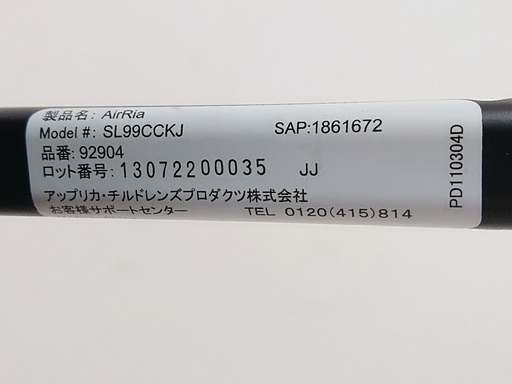 製品名: AirRia
Model #: SL99CCKJ SAP:1861672
品番: 92904
ロット番号: 13072200035 JJ
アップリカ・チルドレンズプロダクツ株式会社
お客様サポートセンター TEL 0120(415)814
PD110304D